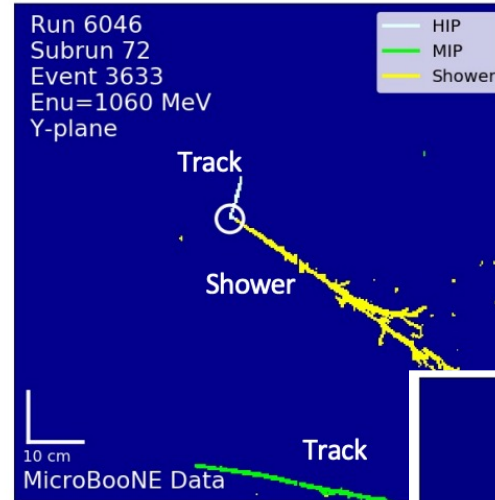 Run 6046
Subrun 72
Event 3633
Enu=1060 MeV
Y-plane
HIP
MIP
Shower
Track
Shower
Track
10 cm
MicroBooNE Data